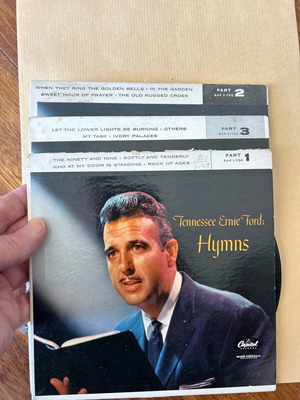 WHEN THEY RING THE GOLDEN BELLS • IN THE GARDEN
SWEET HOUR OF PRAYER • THE OLD RUGGED CROSS
PART
2
LET THE LOWER LIGHTS BE BURNING • OTHERS
MY TASK • IVORY PALACES
PART
3
THE NINETY AND NINE • SOFTLY AND TENDERLY
WHO AT MY DOOR IS STANDING • ROCK OF AGES
PART
1
Tennessee Ernie Ford:
Hymns
Capitol
RECORDS